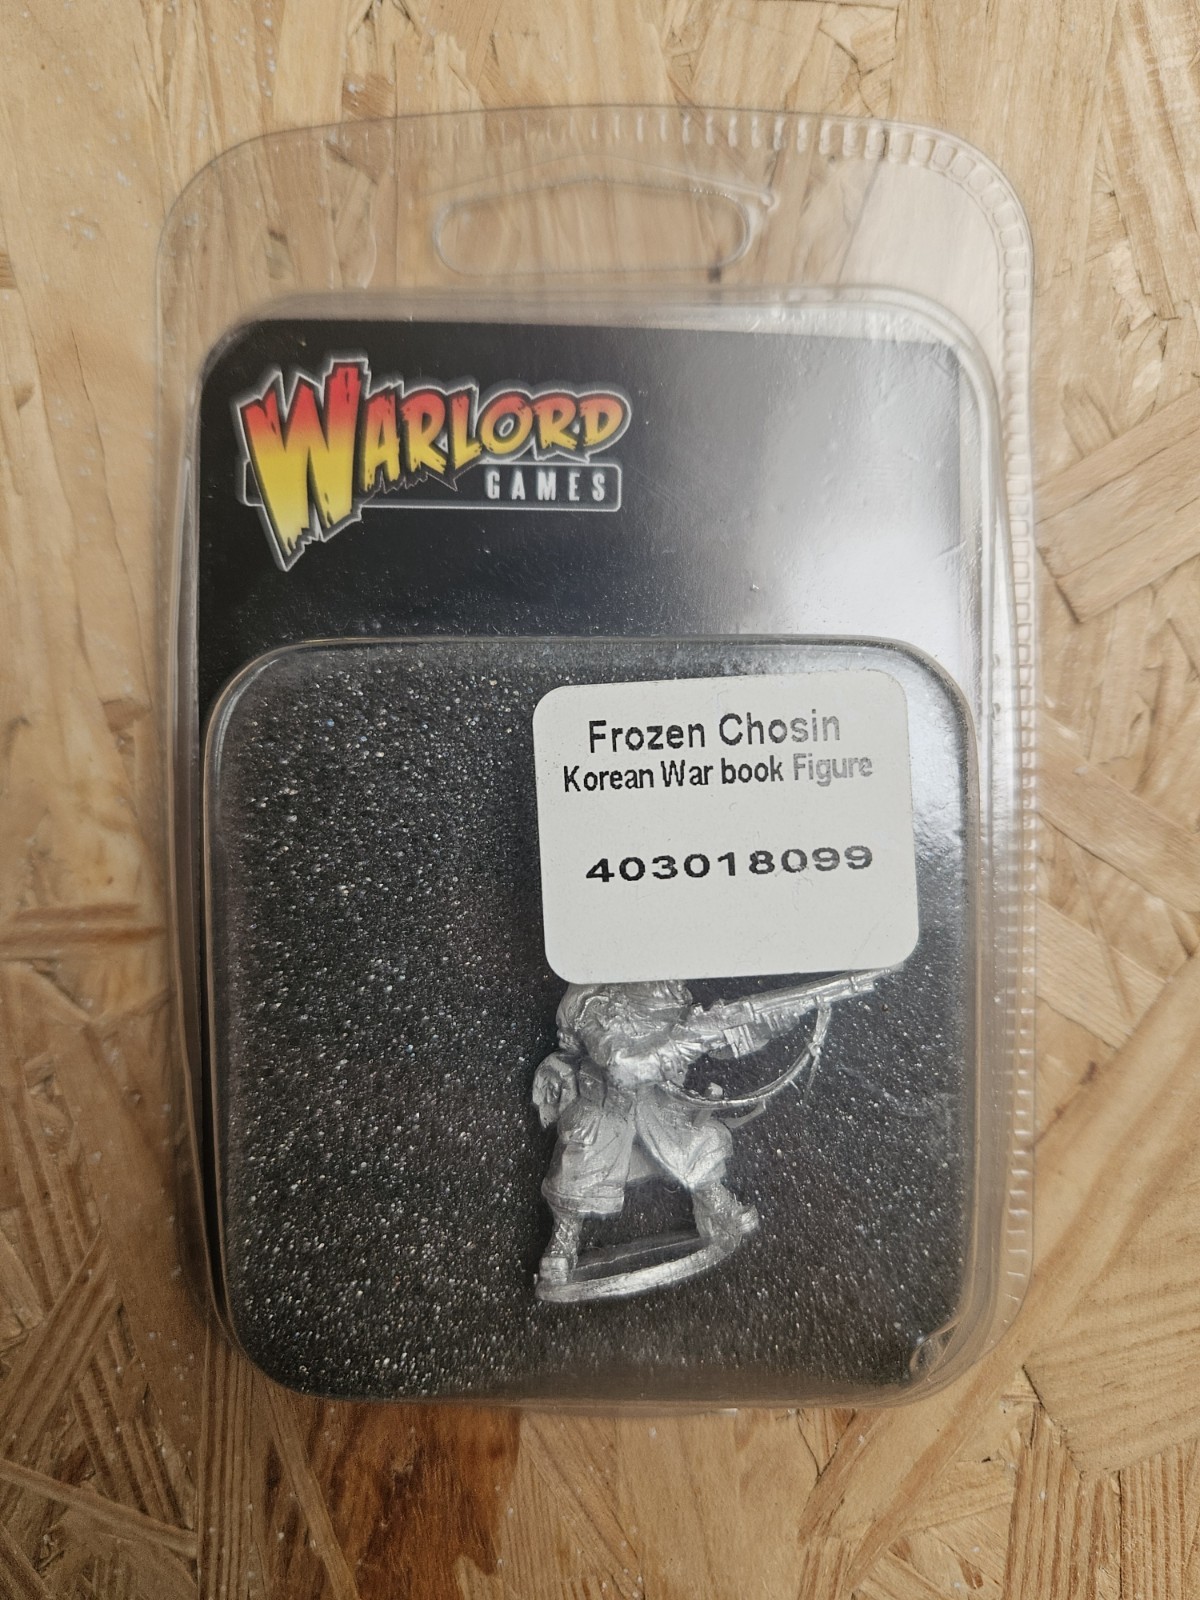 WARLORD
GAMES
Frozen Chosin
Korean War book Figure
403018099